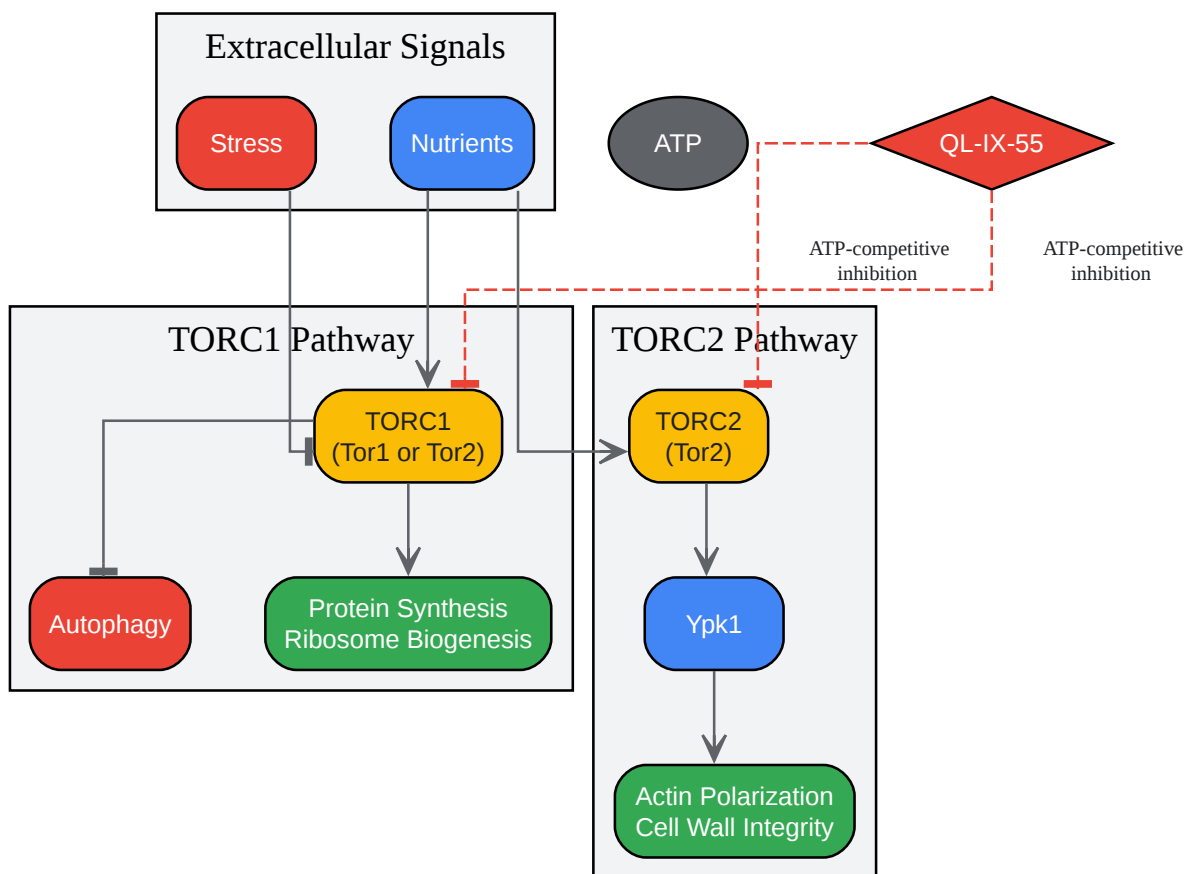 Extracellular Signals
Stress
Nutrients
ATP
QL-IX-55
ATP-competitive
inhibition
ATP-competitive
inhibition
TORC1 Pathway
TORC2 Pathway
TORC1
(Tor1 or Tor2)
TORC2
(Tor2)
Autophagy
Protein Synthesis
Ribosome Biogenesis
Ypk1
Actin Polarization
Cell Wall Integrity